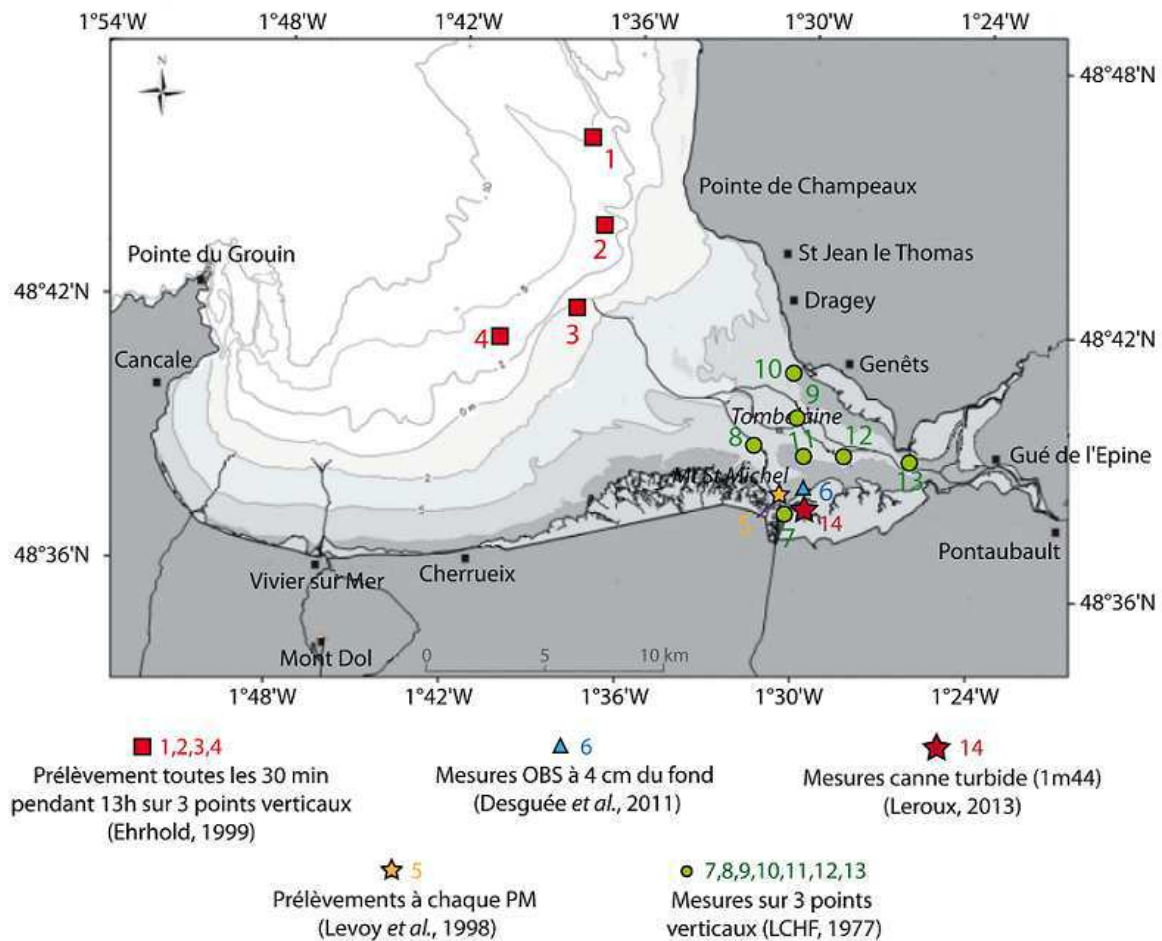 1°54'W 1°48'W 1°42'W 1°36'W 1°30'W 1°24'W
N
48°48'N
1
Pointe de Champeaux
10
2
St Jean le Thomas
Pointe du Grouin
48°42'N
Dragey
3
4
48°42'N
Cancale
10
Genêts
9
0 m
8
11
12
Gué de l'Epine
13
Mt St Michel
2
6
5
5
14
7
Pontaubault
48°36'N
Vivier sur Mer
Cherrueix
48°36'N
Mont Dol
0 5 10 km
1°48'W 1°42'W 1°36'W 1°30'W 1°24'W
1,2,3,4
Prélèvement toutes les 30 min
pendant 13h sur 3 points verticaux
(Ehrhold, 1999)
6
Mesures OBS à 4 cm du fond
(Desguée et al., 2011)
14
Mesures canne turbide (1m44)
(Leroux, 2013)
5
Prélèvements à chaque PM
(Levoy et al., 1998)
7,8,9,10,11,12,13
Mesures sur 3 points
verticaux (LCHF, 1977)